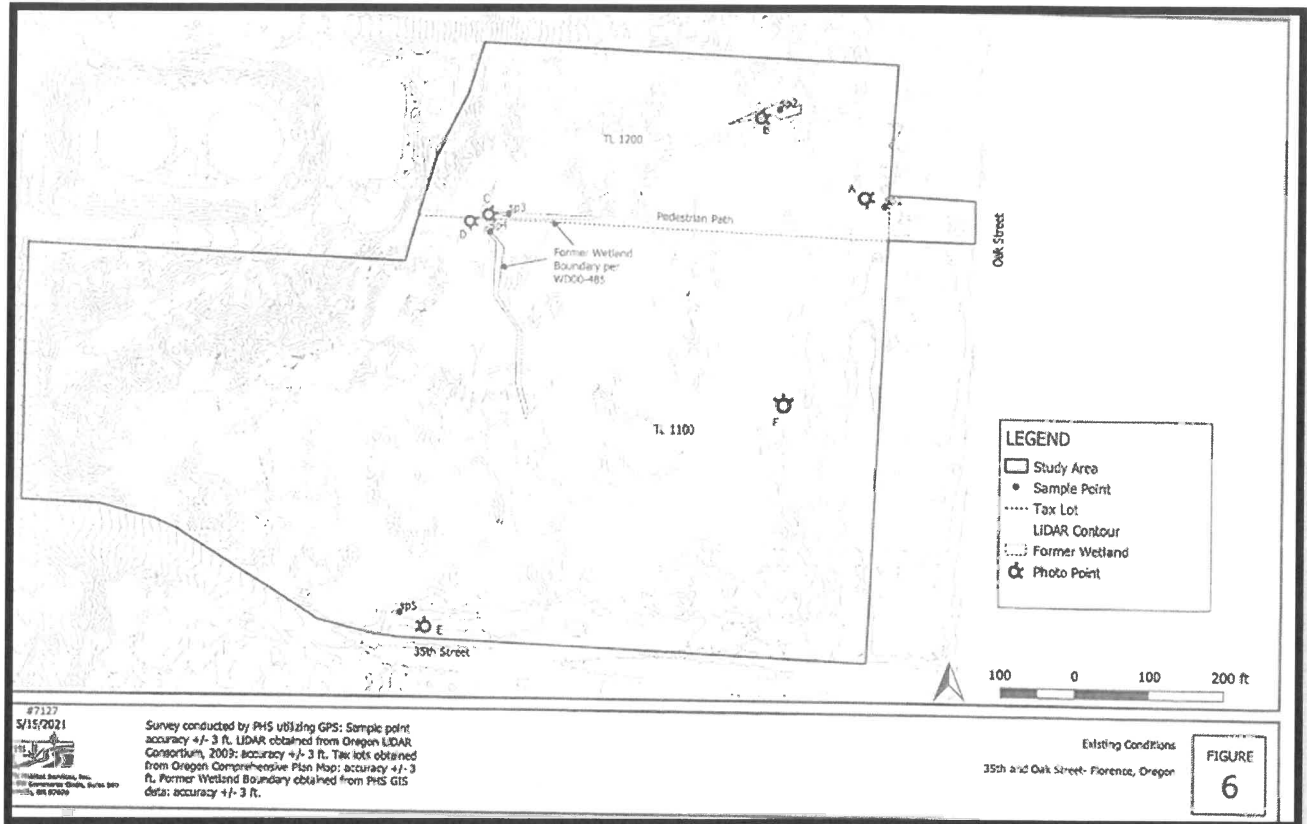 sp2
B
TL 1200
A
C
sp3
Pedestrian Path
D
Oak Street
Former Wetland
Boundary per
WD00-485
F
TL 1100
LEGEND
Study Area
Sample Point
Tax Lot
LiDAR Contour
Former Wetland
Photo Point
sp5
E
35th Street
100 0 100 200 ft
#7127
5/15/2021
Survey conducted by PHS utilizing GPS: Sample point
accuracy +/- 3 ft. LiDAR obtained from Oregon LiDAR
Consortium, 2009: accuracy +/- 3 ft. Tax lots obtained
from Oregon Comprehensive Plan Map: accuracy +/- 3
ft. Former Wetland Boundary obtained from PHS GIS
data: accuracy +/- 3 ft.
Habitat Services, Inc.
Existing Conditions
35th and Oak Street- Florence, Oregon
FIGURE
6